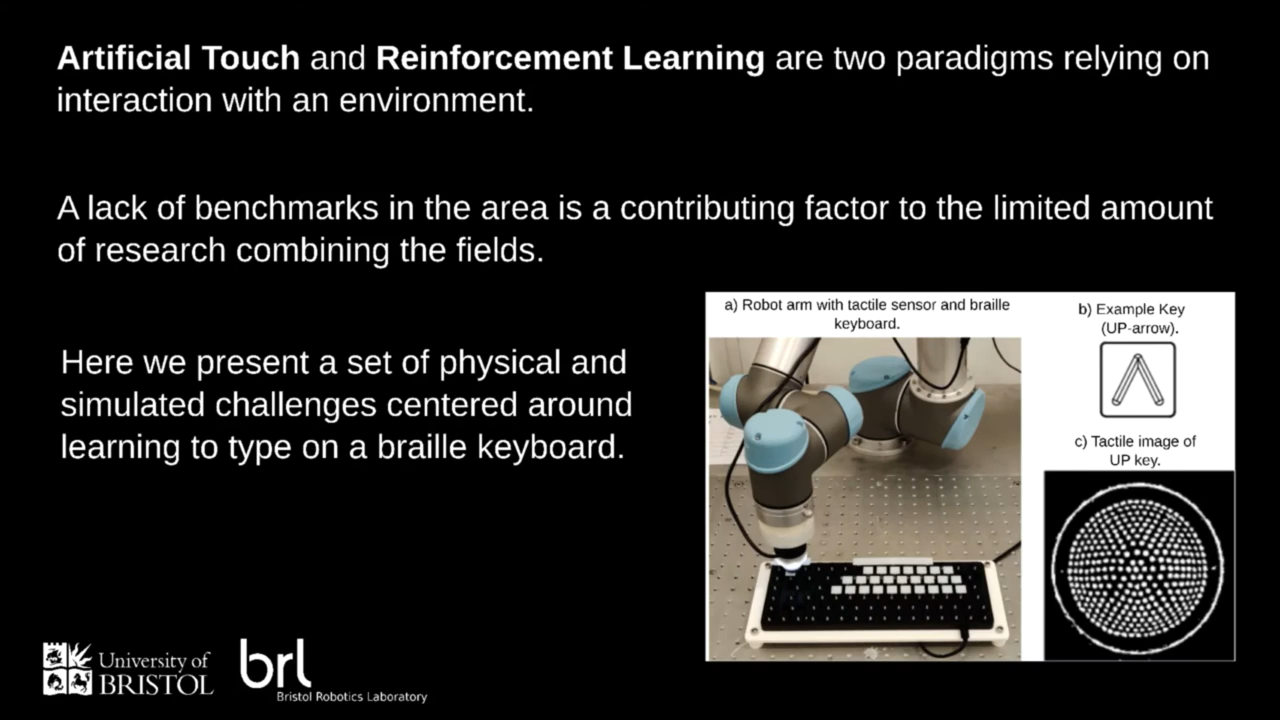 Artificial Touch and Reinforcement Learning are two paradigms relying on
interaction with an environment.
A lack of benchmarks in the area is a contributing factor to the limited amount
of research combining the fields.
Here we present a set of physical and
simulated challenges centered around
learning to type on a braille keyboard.
a) Robot arm with tactile sensor and braille
keyboard.
b) Example Key
(UP-arrow).
c) Tactile image of
UP key.
University of
BRISTOL
brl
Bristol Robotics Laboratory